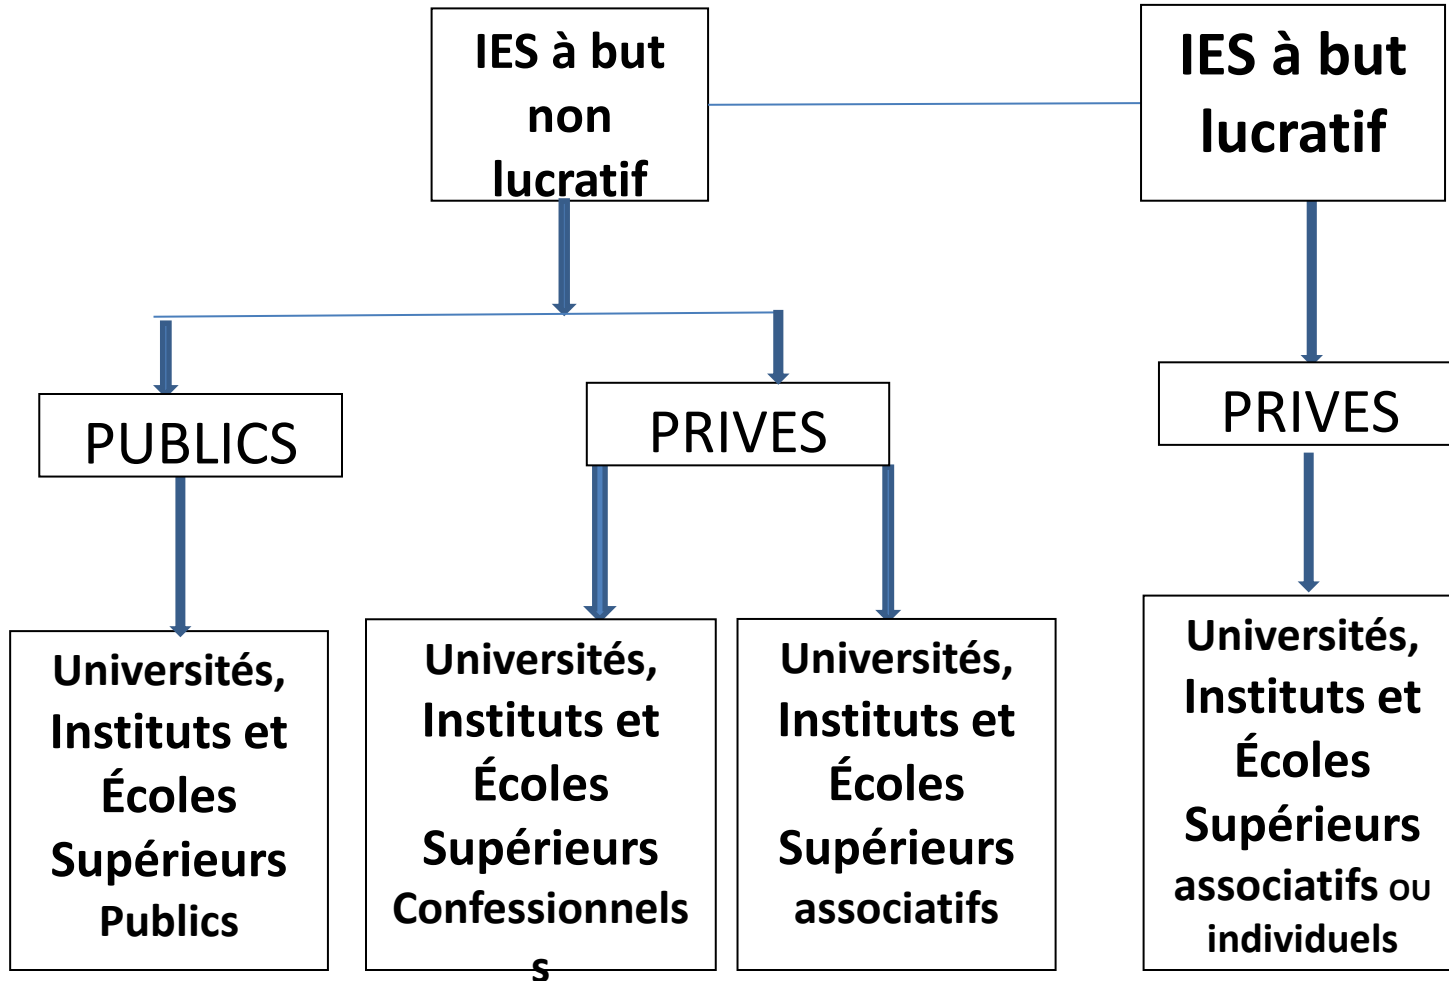 IES à but
non
lucratif
IES à but
lucratif
PUBLICS
PRIVES
PRIVES
Universités,
Instituts et
Écoles
Supérieurs
Publics
Universités,
Instituts et
Écoles
Supérieurs
Confessionnels
s
Universités,
Instituts et
Écoles
Supérieurs
associatifs
Universités,
Instituts et
Écoles
Supérieurs
associatifs OU
individuels